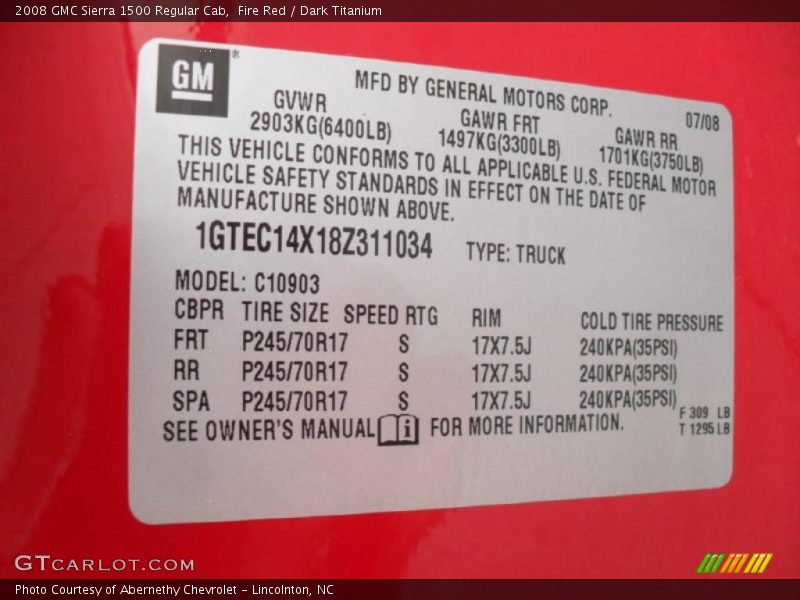 2008 GMC Sierra 1500 Regular Cab,  Fire Red / Dark Titanium
GM
MFD BY GENERAL MOTORS CORP.
07/08
GVWR GAWR FRT GAWR RR
2903KG(6400LB) 1497KG(3300LB) 1701KG(3750LB)
THIS VEHICLE CONFORMS TO ALL APPLICABLE U.S. FEDERAL MOTOR
VEHICLE SAFETY STANDARDS IN EFFECT ON THE DATE OF
MANUFACTURE SHOWN ABOVE.
1GTEC14X18Z311034 TYPE: TRUCK
MODEL: C10903
CBPR TIRE SIZE SPEED RTG RIM COLD TIRE PRESSURE
FRT P245/70R17 S 17X7.5J 240KPA(35PSI)
RR P245/70R17 S 17X7.5J 240KPA(35PSI)
SPA P245/70R17 S 17X7.5J 240KPA(35PSI)
SEE OWNER'S MANUAL i FOR MORE INFORMATION.
F 309 LB
T 1295 LB
GTCARLOT.COM
Photo Courtesy of Abernethy Chevrolet - Lincolnton, NC